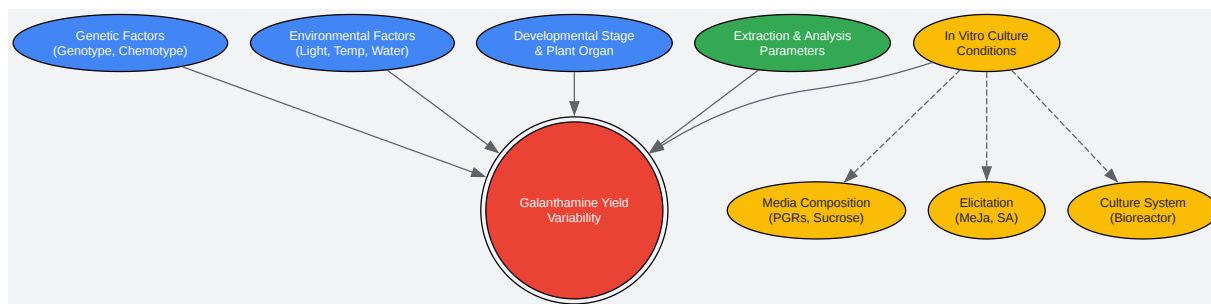 Genetic Factors
(Genotype, Chemotype)
Environmental Factors
(Light, Temp, Water)
Developmental Stage
& Plant Organ
Extraction & Analysis
Parameters
In Vitro Culture
Conditions
Galanthamine Yield
Variability
Media Composition
(PGRs, Sucrose)
Elicitation
(MeJa, SA)
Culture System
(Bioreactor)